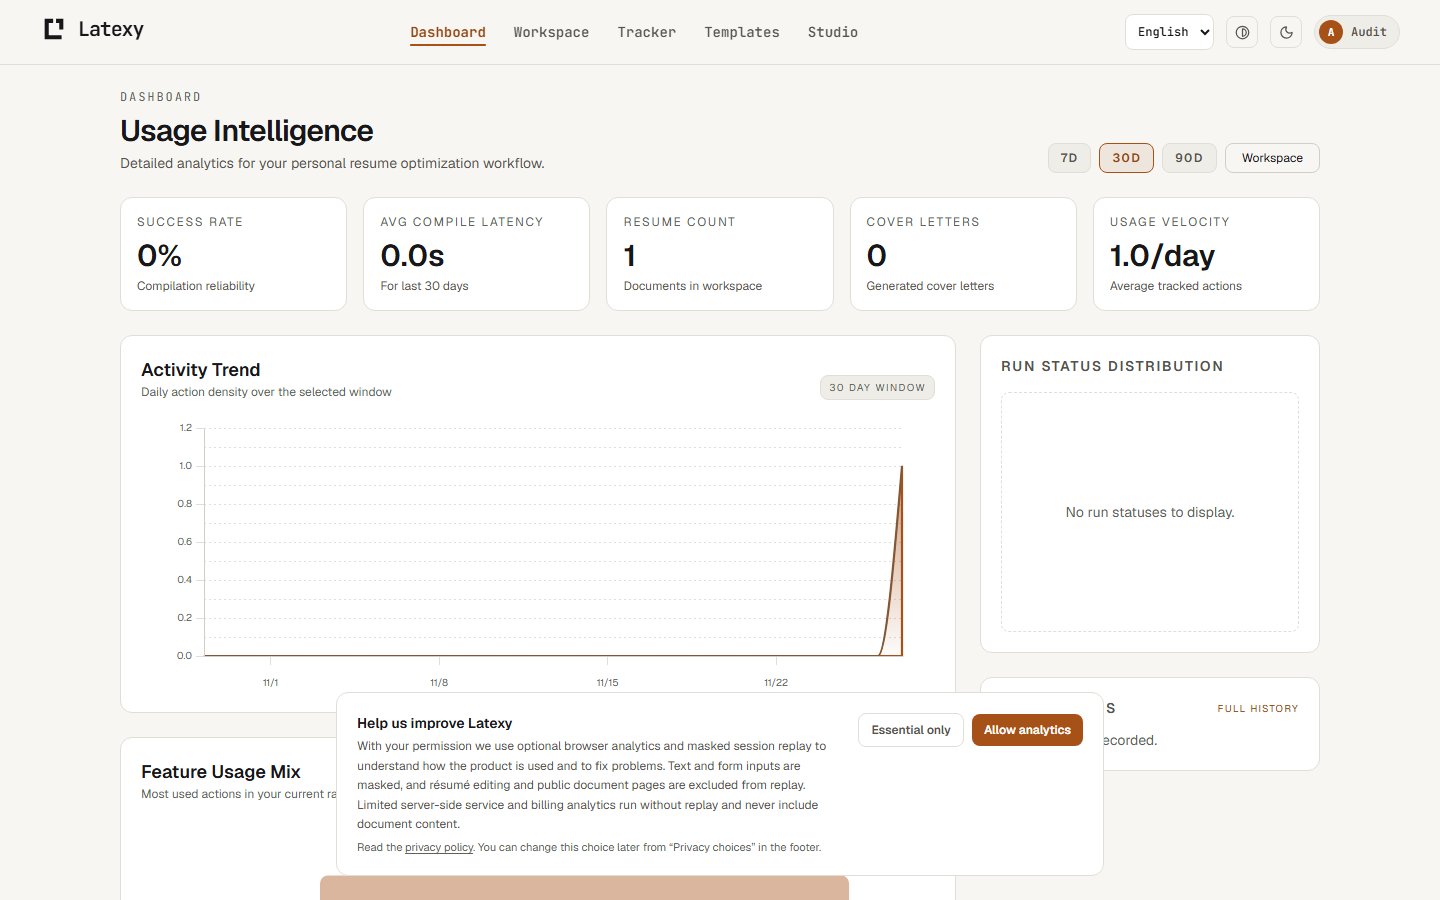 Latexy
Dashboard
Workspace
Tracker
Templates
Studio
English
A
Audit
DASHBOARD
Usage Intelligence
Detailed analytics for your personal resume optimization workflow.
7D
30D
90D
Workspace
SUCCESS RATE
0%
Compilation reliability
AVG COMPILE LATENCY
0.0s
For last 30 days
RESUME COUNT
1
Documents in workspace
COVER LETTERS
0
Generated cover letters
USAGE VELOCITY
1.0/day
Average tracked actions
Activity Trend
Daily action density over the selected window
30 DAY WINDOW
1.2
1.0
0.8
0.6
0.4
0.2
0.0
11/1
11/8
11/15
11/22
RUN STATUS DISTRIBUTION
No run statuses to display.
S
FULL HISTORY
ecorded.
Feature Usage Mix
Most used actions in your current ra
Help us improve Latexy
With your permission we use optional browser analytics and masked session replay to
understand how the product is used and to fix problems. Text and form inputs are
masked, and résumé editing and public document pages are excluded from replay.
Limited server-side service and billing analytics run without replay and never include
document content.
Read the privacy policy. You can change this choice later from “Privacy choices” in the footer.
Essential only
Allow analytics